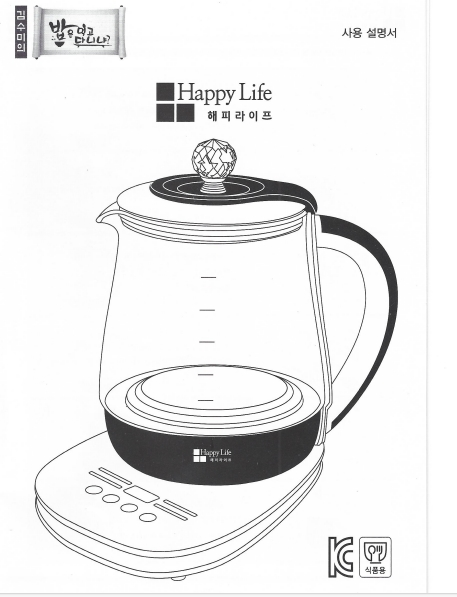 김수미의
밥은 먹고 다니냐?
사용 설명서
Happy Life
해피라이프
Happy Life
해피라이프
식품용